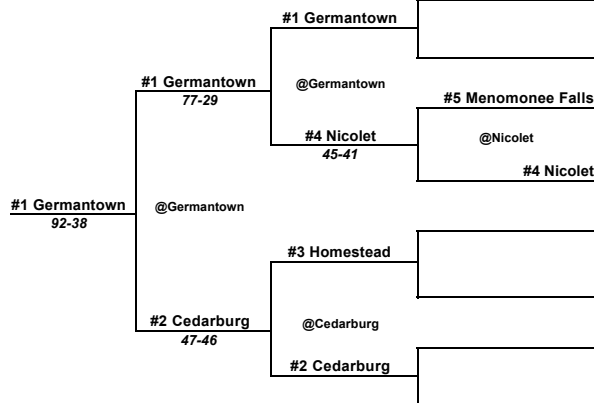 #1 Germantown
#1 Germantown
77-29
@Germantown
#5 Menomonee Falls
#4 Nicolet
45-41
@Nicolet
#4 Nicolet
#1 Germantown
92-38
@Germantown
#3 Homestead
#2 Cedarburg
47-46
@Cedarburg
#2 Cedarburg